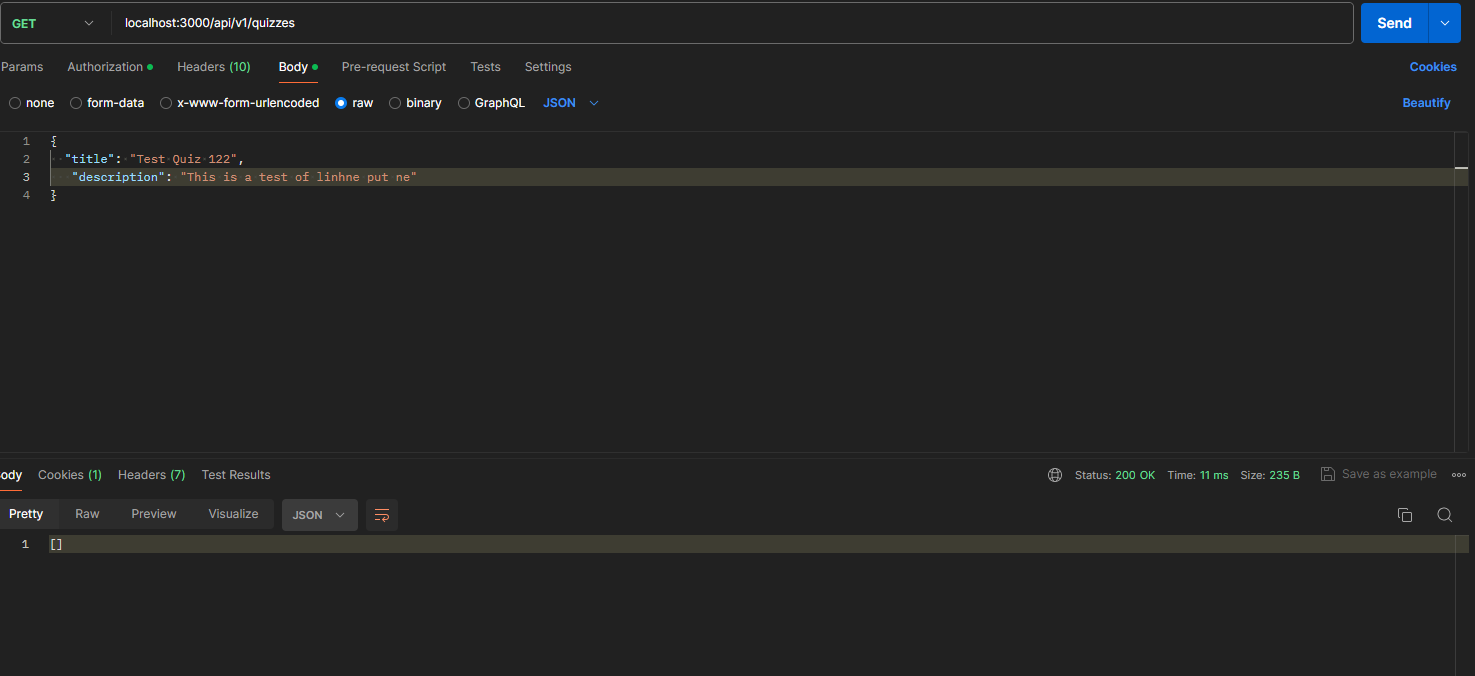 GET localhost:3000/api/v1/quizzes Send
Params Authorization Headers (10) Body Pre-request Script Tests Settings Cookies
none form-data x-www-form-urlencoded raw binary GraphQL JSON Beautify
1 {
2 "title": "Test Quiz 122",
3 "description": "This is a test of linhne put ne"
4 }
ody Cookies (1) Headers (7) Test Results Status: 200 OK Time: 11 ms Size: 235 B Save as example
Pretty Raw Preview Visualize JSON
1 []